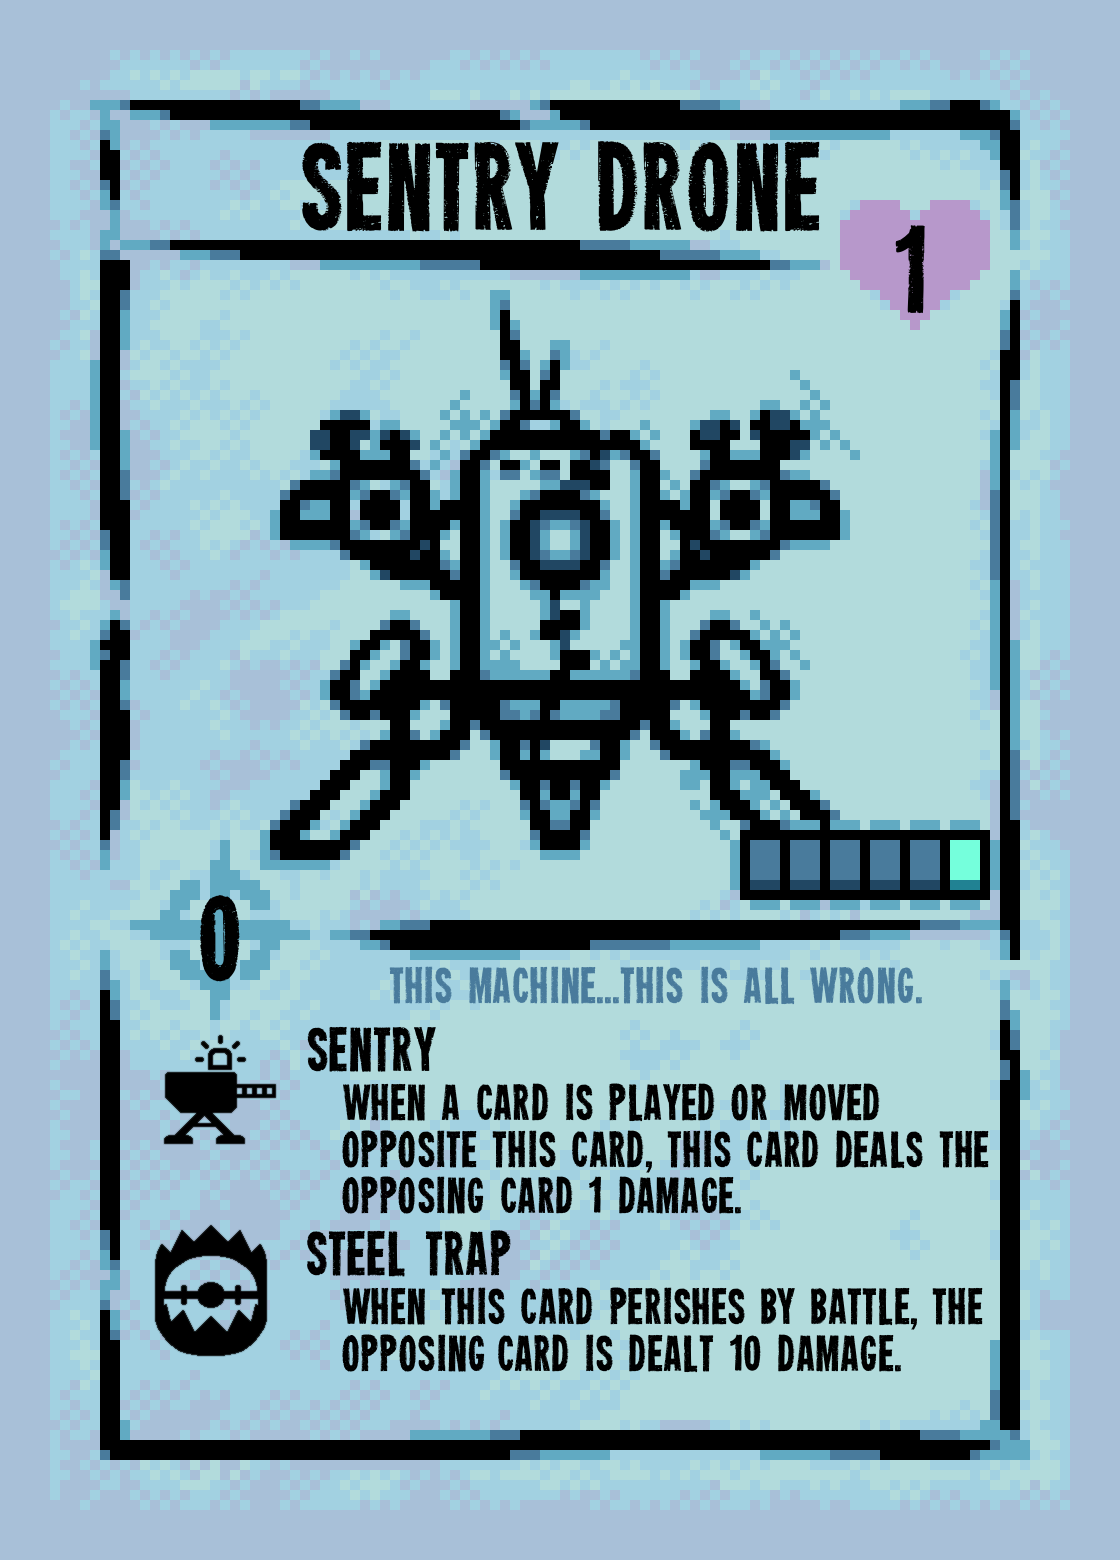 SENTRY DRONE
1
0
THIS MACHINE...THIS IS ALL WRONG.
SENTRY
WHEN A CARD IS PLAYED OR MOVED
OPPOSITE THIS CARD, THIS CARD DEALS THE
OPPOSING CARD 1 DAMAGE.
STEEL TRAP
WHEN THIS CARD PERISHES BY BATTLE, THE
OPPOSING CARD IS DEALT 10 DAMAGE.